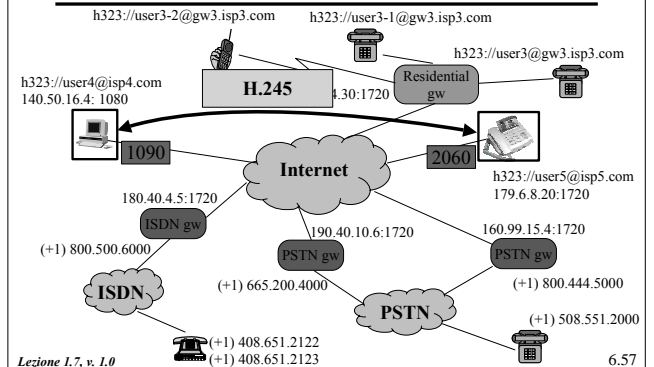 h323://user3-2@gw3.isp3.com
h323://user3-1@gw3.isp3.com
h323://user3@gw3.isp3.com
h323://user4@isp4.com
140.50.16.4: 1080
H.245
4.30:1720
Residential
gw
1090
Internet
2060
h323://user5@isp5.com
179.6.8.20:1720
180.40.4.5:1720
ISDN gw
190.40.10.6:1720
PSTN gw
160.99.15.4:1720
PSTN gw
(+1) 800.500.6000
(+1) 665.200.4000
(+1) 800.444.5000
ISDN
PSTN
(+1) 508.551.2000
(+1) 408.651.2122
(+1) 408.651.2123
Lezione 1.7, v. 1.0
6.57